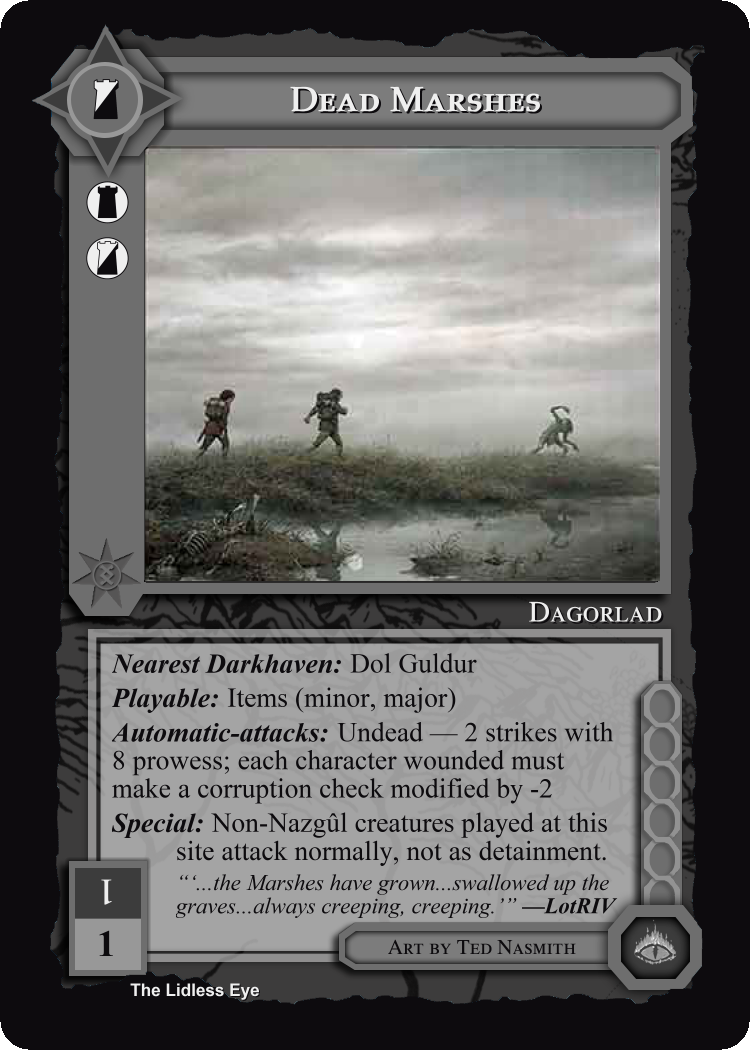 Dead Marshes
Dagorlad
Nearest Darkhaven: Dol Guldur
Playable: Items (minor, major)
Automatic-attacks: Undead — 2 strikes with
8 prowess; each character wounded must
make a corruption check modified by -2
Special: Non-Nazgûl creatures played at this
site attack normally, not as detainment.
“‘...the Marshes have grown...swallowed up the
graves...always creeping, creeping.’” —LotRIV
1
1
Art by Ted Nasmith
The Lidless Eye